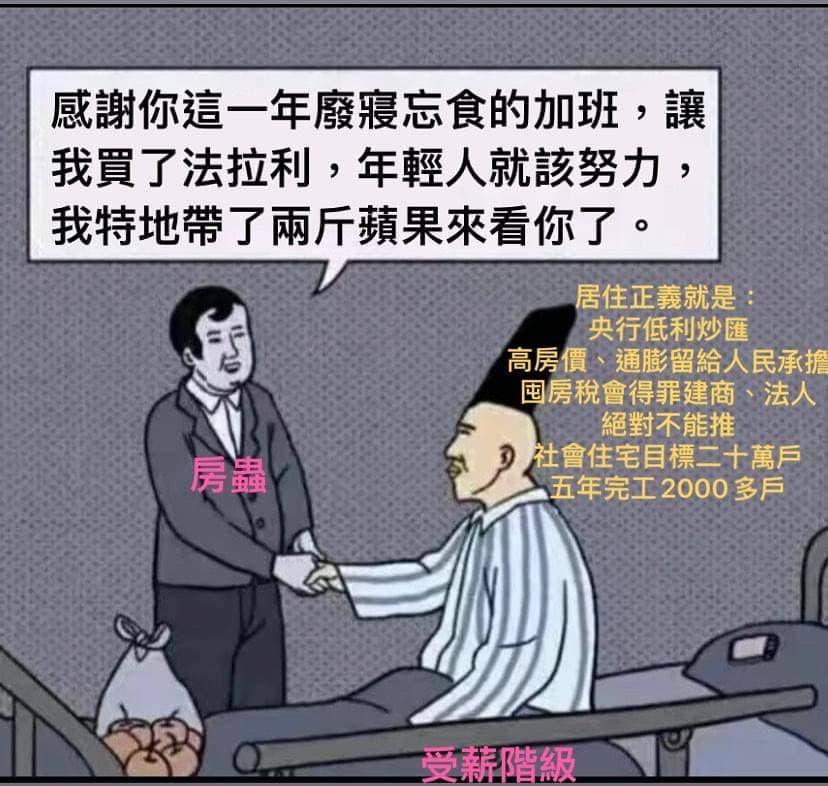 感謝你這一年廢寢忘食的加班，讓
我買了法拉利，年輕人就該努力，
我特地帶了兩斤蘋果來看你了。
居住正義就是：
央行低利炒匯
高房價、通膨留給人民承擔
囤房稅會得罪建商、法人
絕對不能推
社會住宅目標二十萬戶
五年完工2000多戶
房蟲
受薪階級